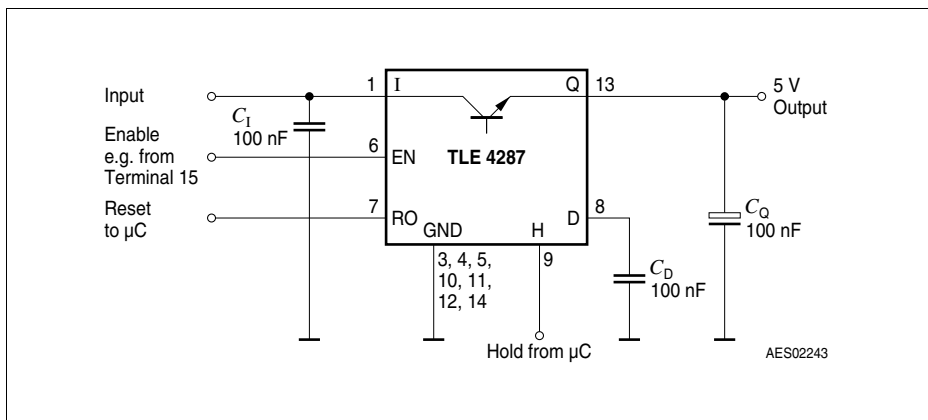 1
I
Q
13
5 V
Output
Input
C_I
100 nF
Enable
e.g. from
Terminal 15
6
EN
TLE 4287
Reset
to µC
7
RO
GND
H
D
8
3, 4, 5,
10, 11,
12, 14
9
C_D
100 nF
C_Q
100 nF
Hold from µC
AES02243